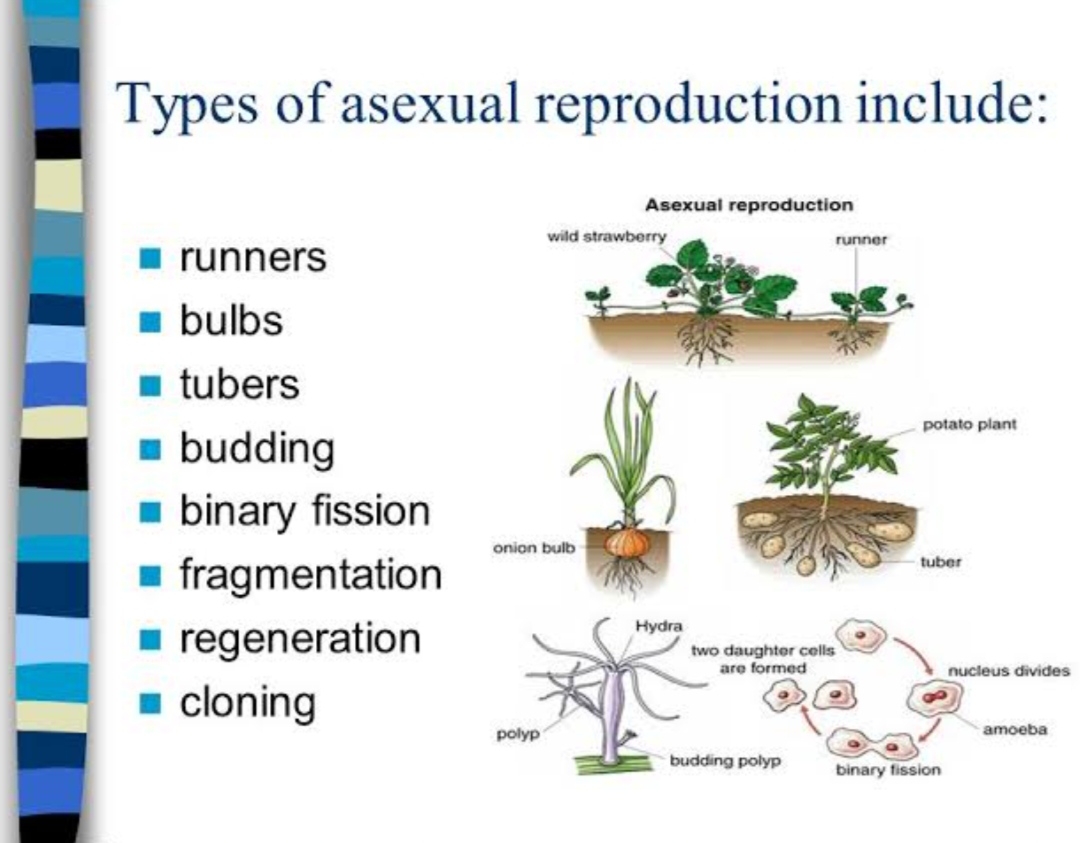 Types of asexual reproduction include:
runners
bulbs
tubers
budding
binary fission
fragmentation
regeneration
cloning
Asexual reproduction
wild strawberry
runner
potato plant
onion bulb
tuber
Hydra
two daughter cells
are formed
nucleus divides
polyp
amoeba
budding polyp
binary fission